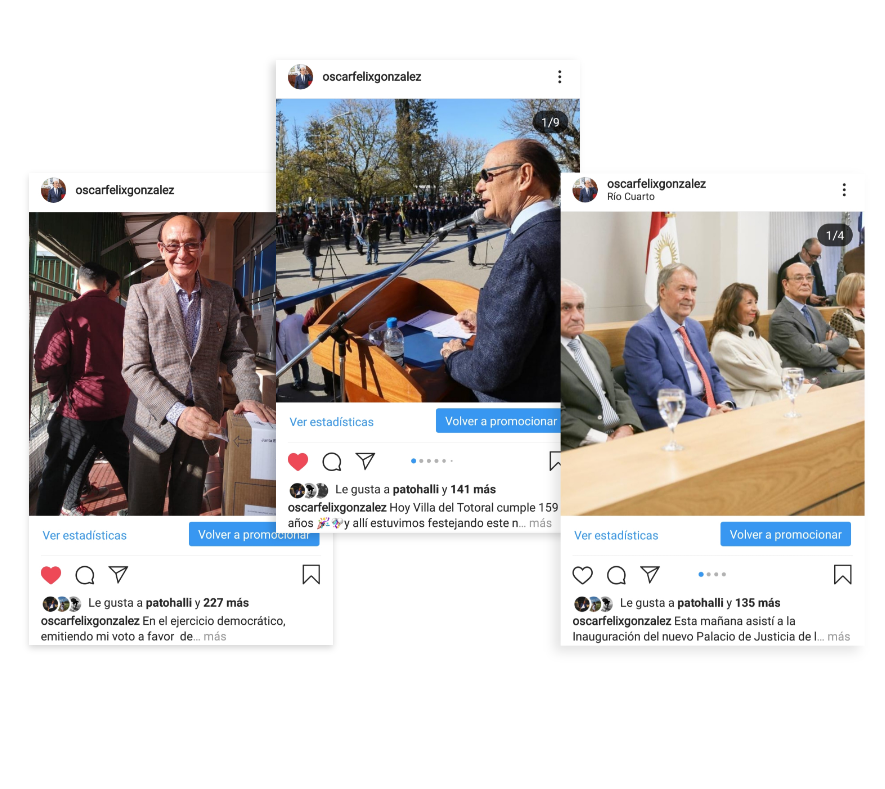 oscarfelixgonzalez
1/9
Ver estadísticas
Volver a promocionar
Le gusta a patohalli y 141 más
oscarfelixgonzalez Hoy Villa del Totoral cumple 159
años 🎉🪅y allí estuvimos festejando este n... más
oscarfelixgonzalez
Ver estadísticas
Volver a promocionar
Le gusta a patohalli y 227 más
oscarfelixgonzalez En el ejercicio democrático,
emitiendo mi voto a favor de... más
oscarfelixgonzalez
Río Cuarto
1/4
Ver estadísticas
Volver a promocionar
Le gusta a patohalli y 135 más
oscarfelixgonzalez Esta mañana asistí a la
Inauguración del nuevo Palacio de Justicia de l... más